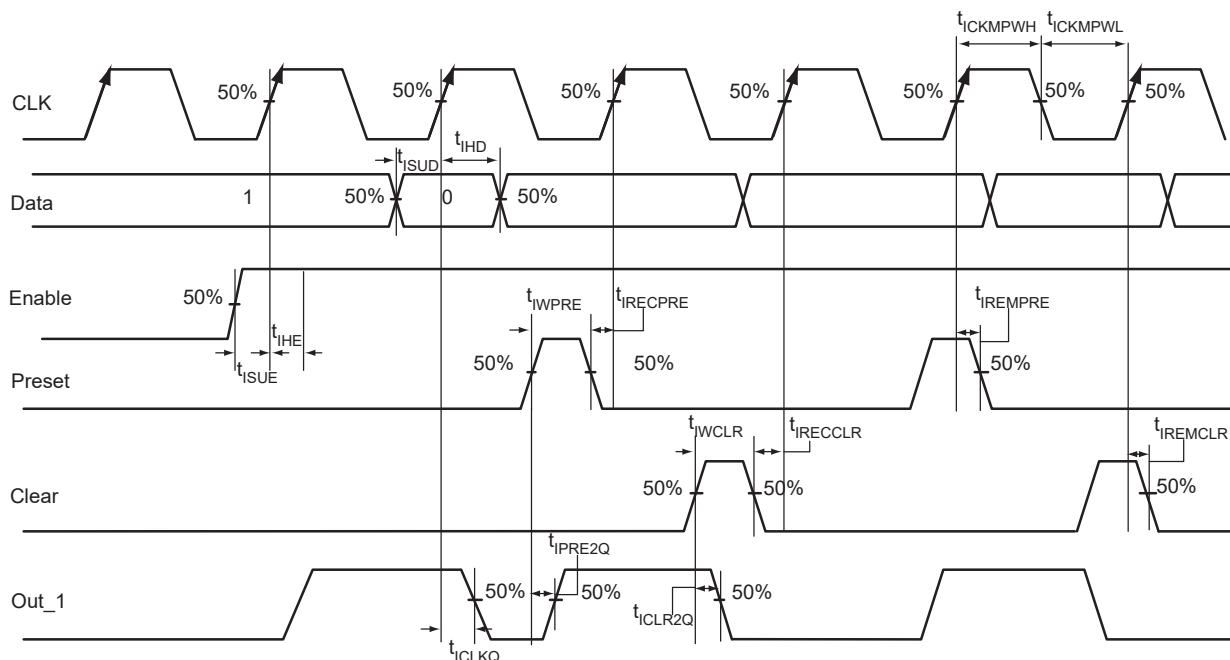 tICKMPWH tICKMPWL
CLK
50% 50% 50% 50% 50% 50% 50%
tISUD tIHD
Data
1 50% 0 50%
Enable
50%
tIHE
tISUE
tIWPRE tIRECPRE tIREMPRE
Preset
50% 50% 50%
tIWCLR tIRECCLR tIREMCLR
Clear
50% 50% 50%
tIPRE2Q
Out_1
50% 50% 50%
tICLR2Q
tICLKQ